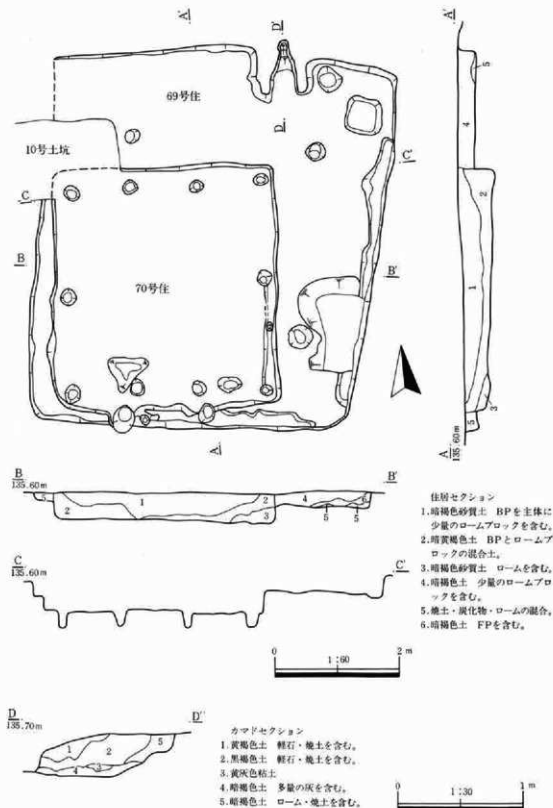 A'
D'
A'
69号住
5
4
D
10号土坑
C'
C
2
B
B'
70号住
1
3
5
A
A
135.60m
B
135.60m
B'
5
1
2
4
6
2
3
5
5
住居セクション
1.暗褐色砂質土 BPを主体に
少量のロームブロックを含む。
2.暗黄褐色土 BPとロームブ
ロックの混合土。
3.暗褐色砂質土 ロームを含む。
4.暗褐色土 少量のロームブロ
ックを含む。
5.焼土・炭化物・ロームの混合。
6.暗褐色土 FPを含む。
C
135.60m
C'
0
1:60
2 m
D
135.70m
D''
1
2
5
4
3
カマドセクション
1.黄褐色土 軽石・焼土を含む。
2.黒褐色土 軽石・焼土を含む。
3.黄灰色粘土
4.暗褐色土 多量の灰を含む。
5.暗褐色土 ローム・焼土を含む。
0
1:30
1 m